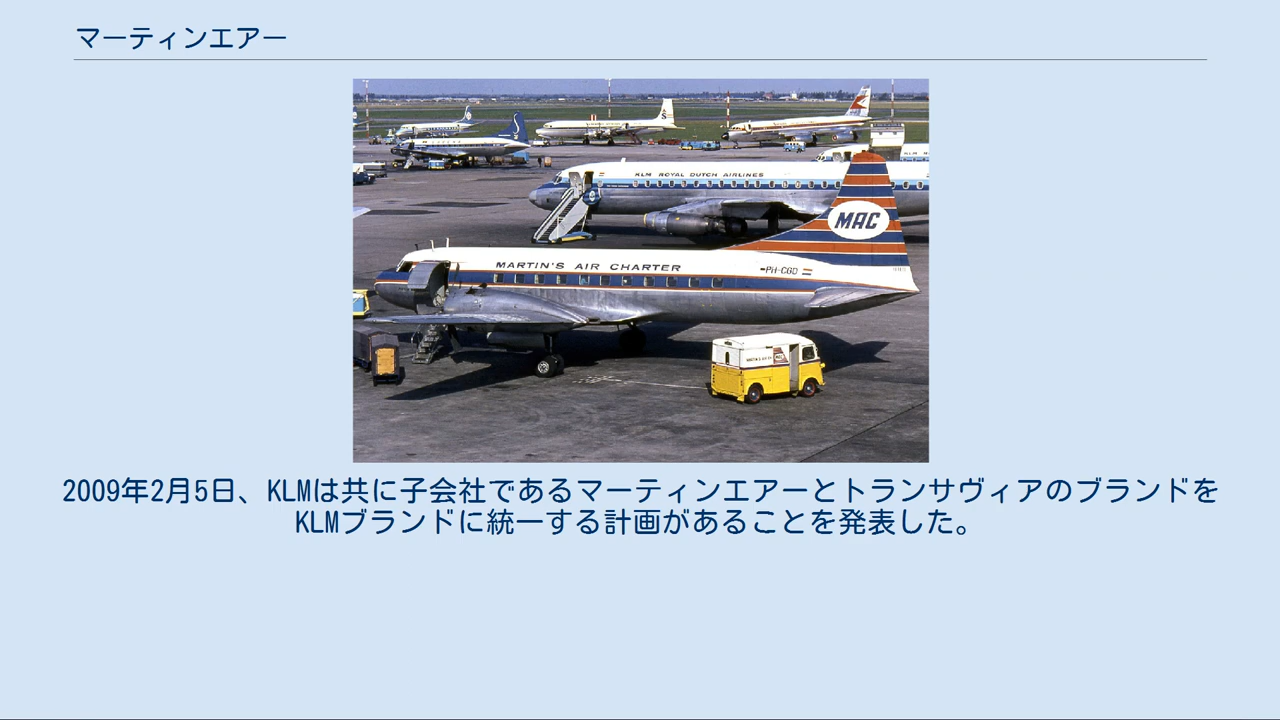 マーティンエアー
KLM ROYAL DUTCH AIRLINES
MAC
MARTIN'S AIR CHARTER
PH-CGD
2009年2月5日、KLMは共に子会社であるマーティンエアーとトランサヴィアのブランドを
KLMブランドに統一する計画があることを発表した。